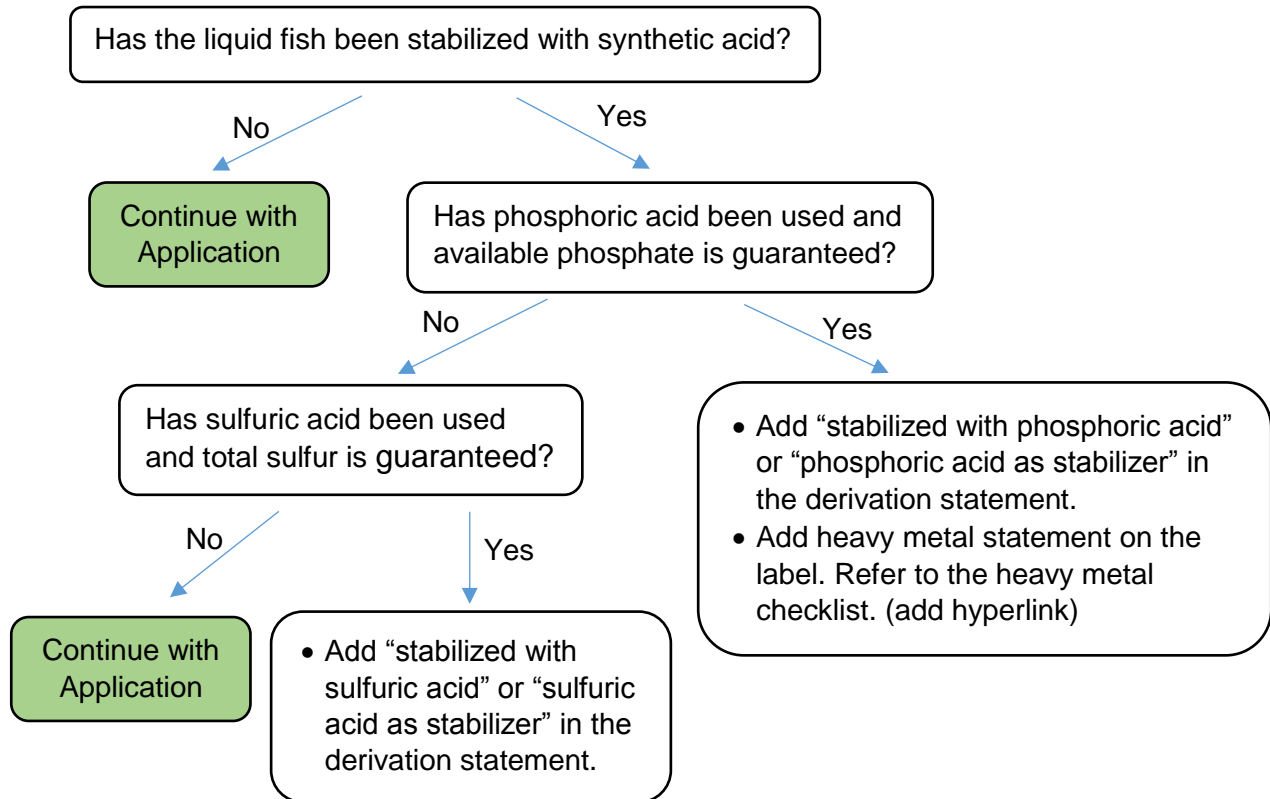 Has the liquid fish been stabilized with synthetic acid?
No
Yes
Continue with
Application
Has phosphoric acid been used and
available phosphate is guaranteed?
No
Yes
Has sulfuric acid been used
and total sulfur is guaranteed?
• Add “stabilized with phosphoric acid”
or “phosphoric acid as stabilizer” in
the derivation statement.
• Add heavy metal statement on the
label. Refer to the heavy metal
checklist. (add hyperlink)
No
Yes
Continue with
Application
• Add “stabilized with
sulfuric acid” or “sulfuric
acid as stabilizer” in the
derivation statement.